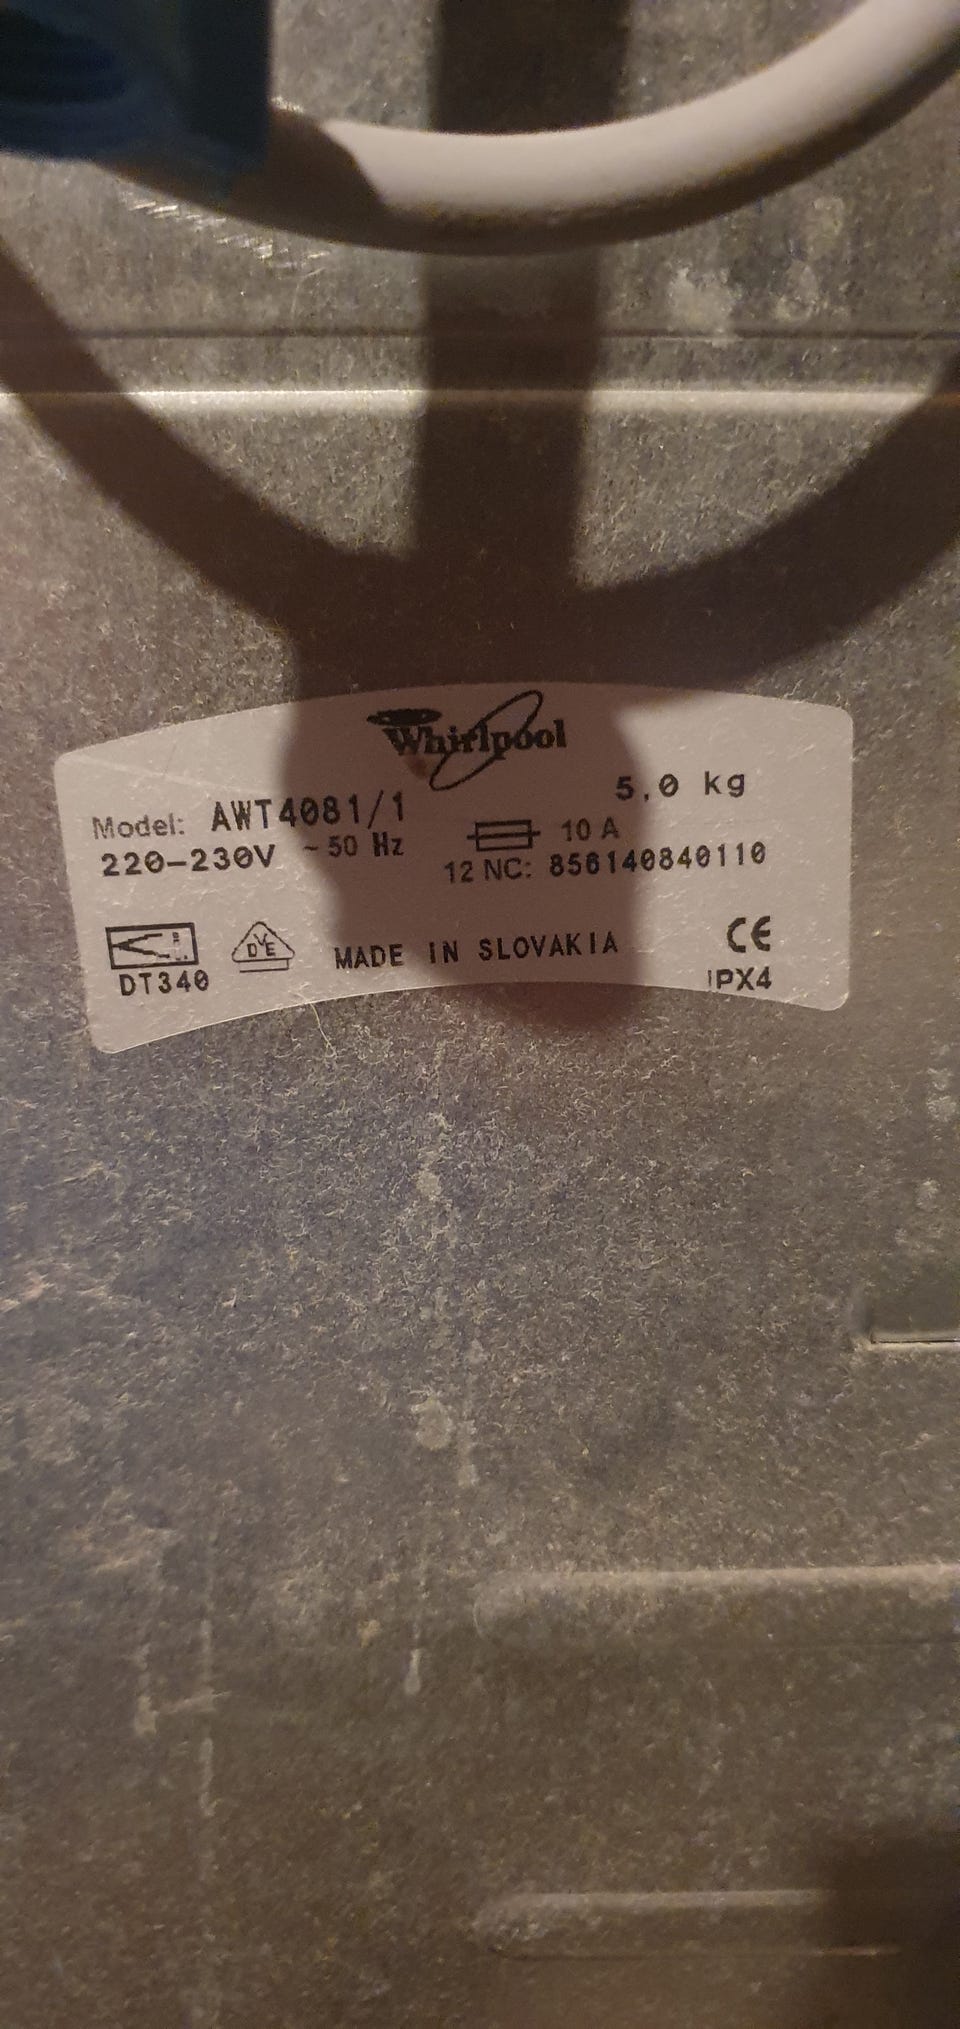 Whirlpool
5,0 kg
Model: AWT4081/1
10 A
220-230V ~ 50 Hz
12 NC: 856140840110
DVE
MADE IN SLOVAKIA
CE
DT340
IPX4